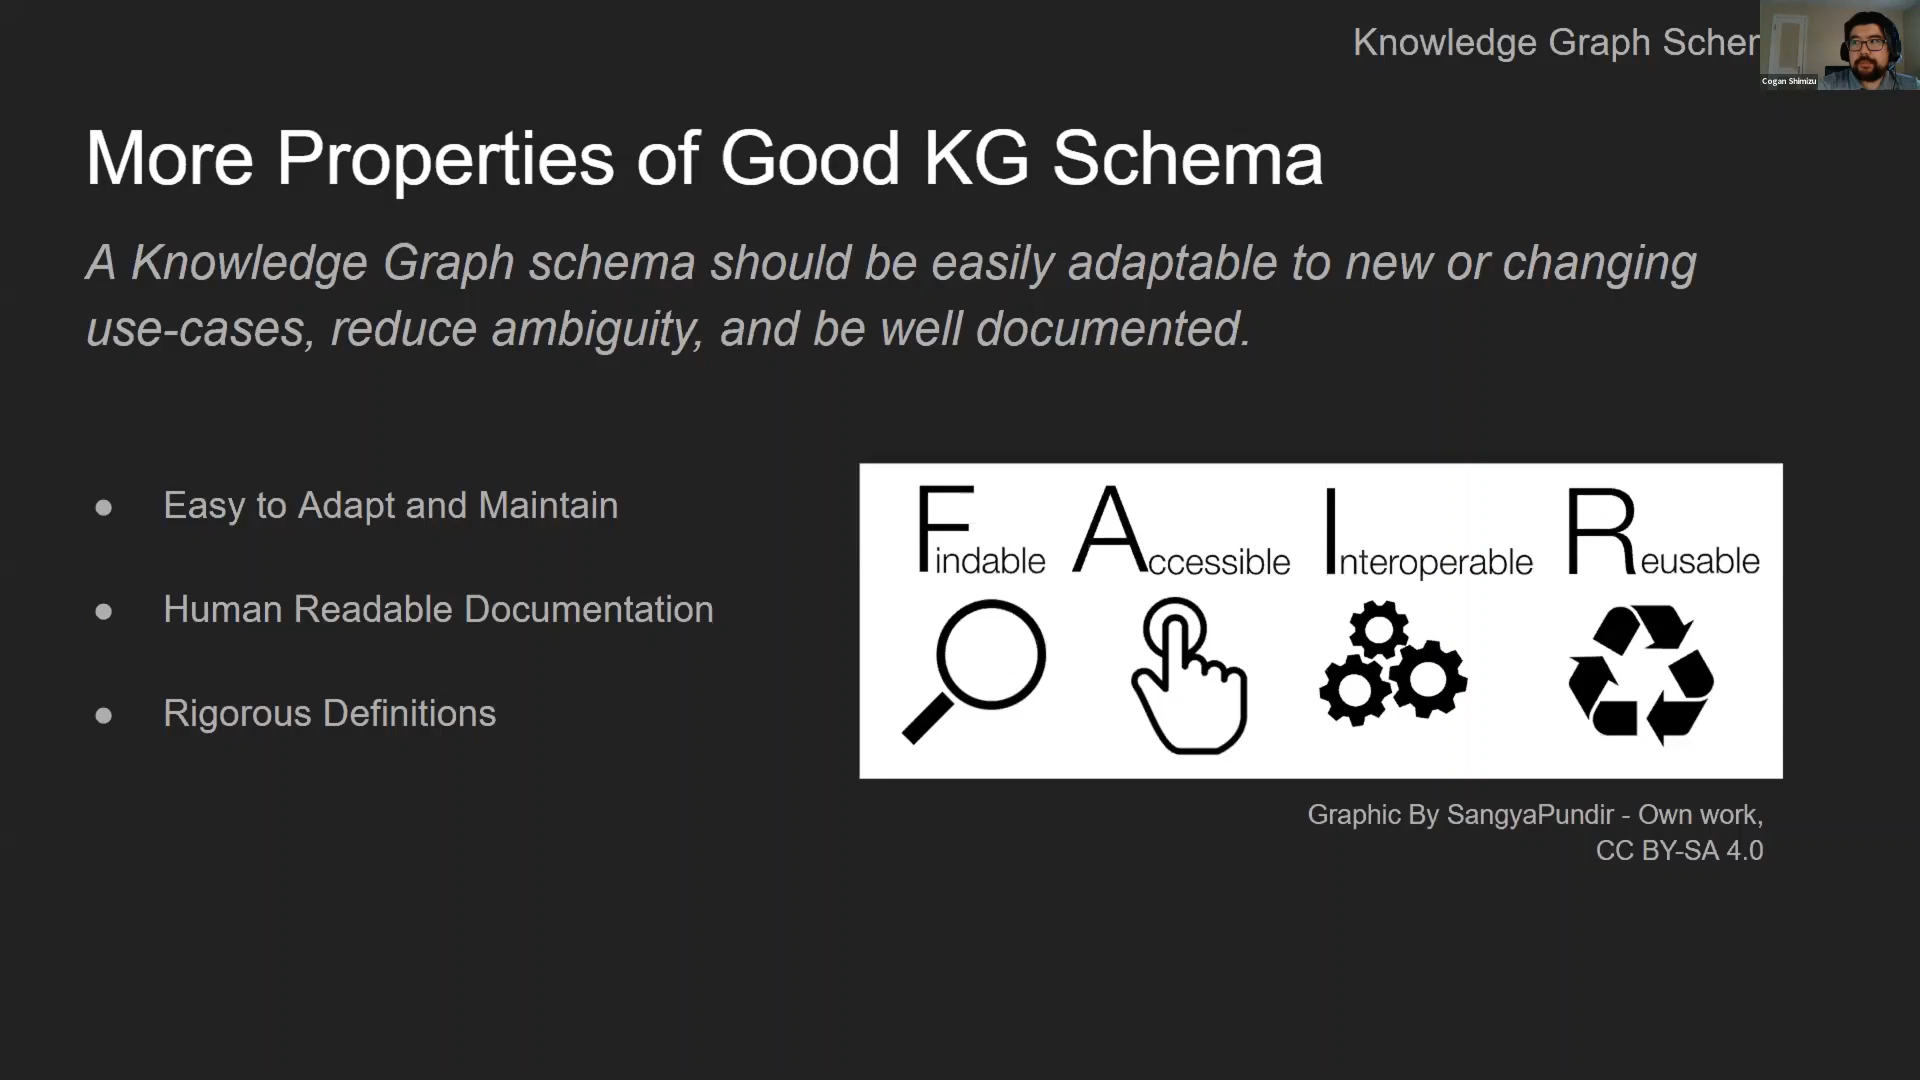 Knowledge Graph Schem
Cogan Shimizu
More Properties of Good KG Schema
A Knowledge Graph schema should be easily adaptable to new or changing
use-cases, reduce ambiguity, and be well documented.
● Easy to Adapt and Maintain
● Human Readable Documentation
● Rigorous Definitions
Findable Accessible Interoperable Reusable
Graphic By SangyaPundir - Own work,
CC BY-SA 4.0